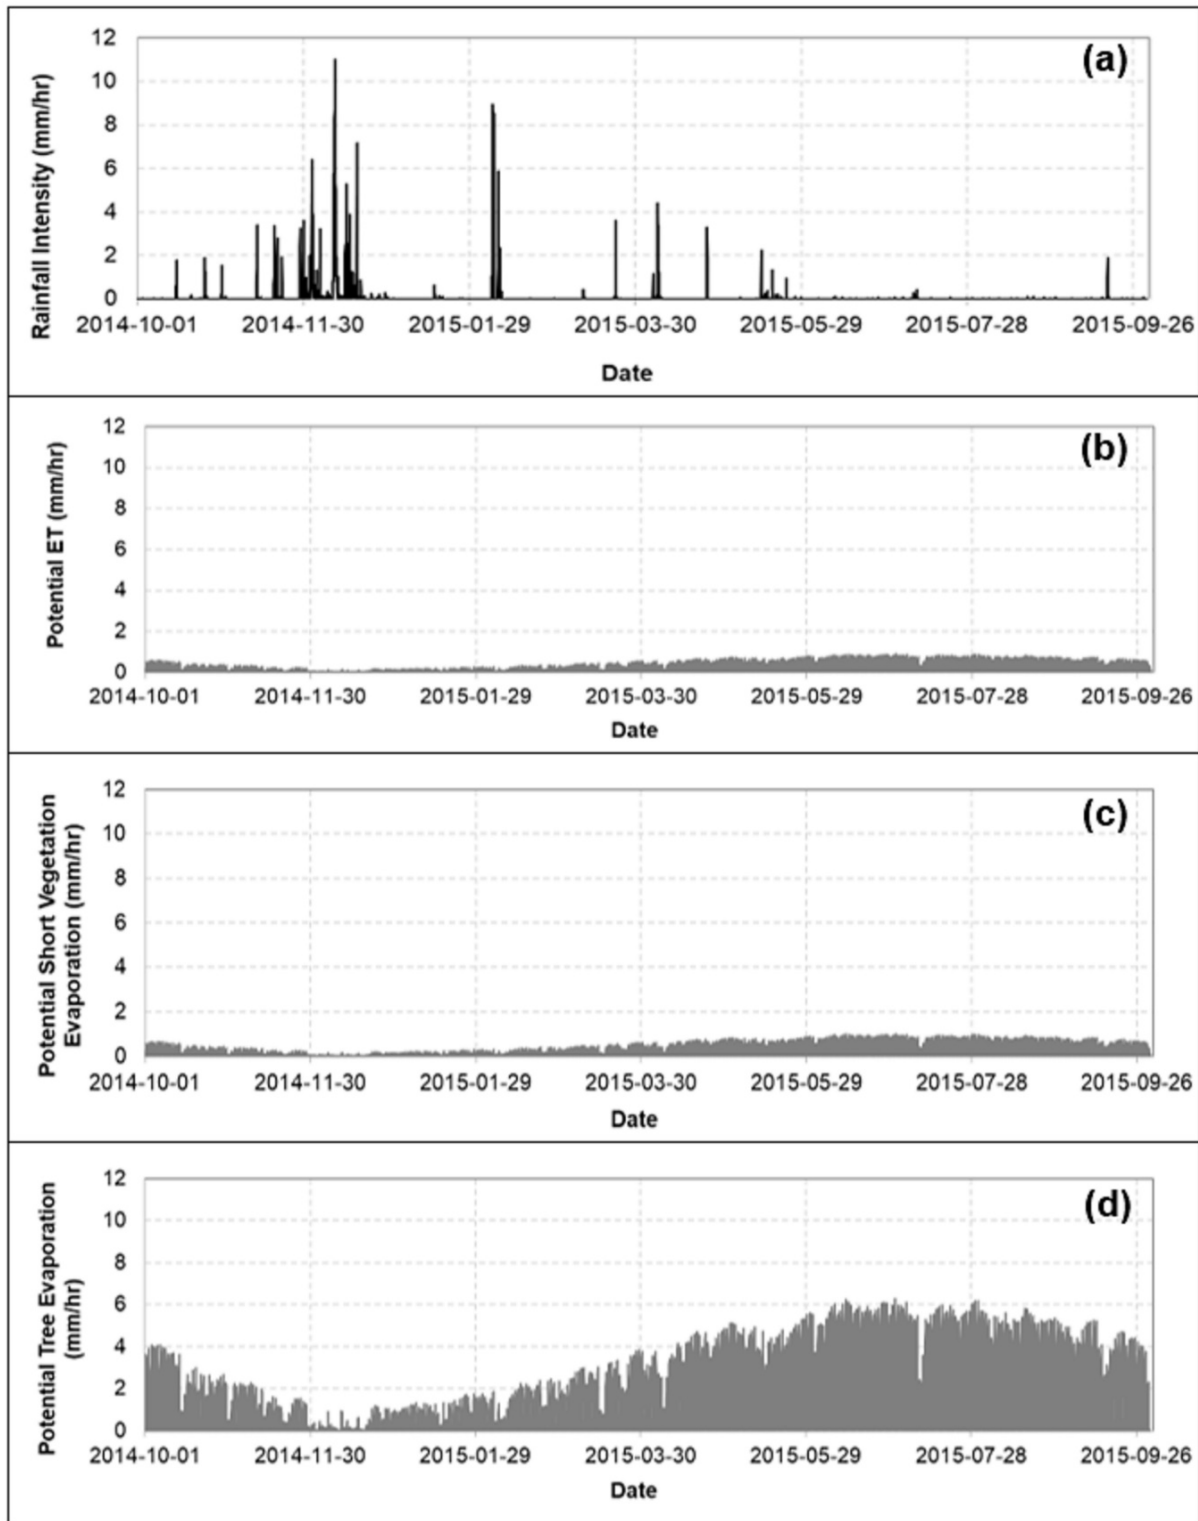 (a)
Rainfall Intensity (mm/hr)
12
10
8
6
4
2
0
2014-10-01 2014-11-30 2015-01-29 2015-03-30 2015-05-29 2015-07-28 2015-09-26
Date
(b)
Potential ET (mm/hr)
12
10
8
6
4
2
0
2014-10-01 2014-11-30 2015-01-29 2015-03-30 2015-05-29 2015-07-28 2015-09-26
Date
(c)
Potential Short Vegetation
Evaporation (mm/hr)
12
10
8
6
4
2
0
2014-10-01 2014-11-30 2015-01-29 2015-03-30 2015-05-29 2015-07-28 2015-09-26
Date
(d)
Potential Tree Evaporation
(mm/hr)
12
10
8
6
4
2
0
2014-10-01 2014-11-30 2015-01-29 2015-03-30 2015-05-29 2015-07-28 2015-09-26
Date